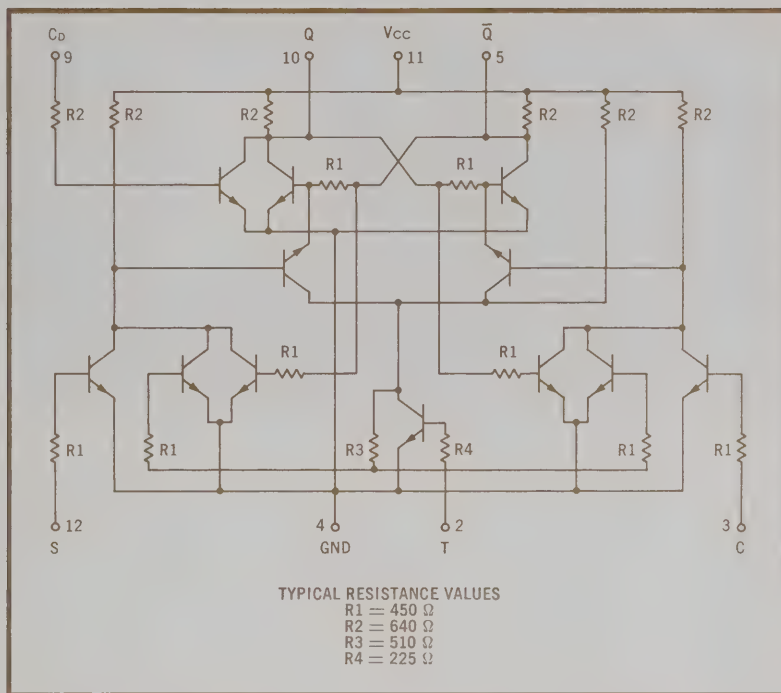 CD Q VCC Q̅
9 10 11 5
R2 R2 R2 R2 R2 R2
R1 R1
R1 R1
R1 R1 R3 R4 R1 R1
12 4 2 3
S GND T C
TYPICAL RESISTANCE VALUES
R1 = 450 Ω
R2 = 640 Ω
R3 = 510 Ω
R4 = 225 Ω